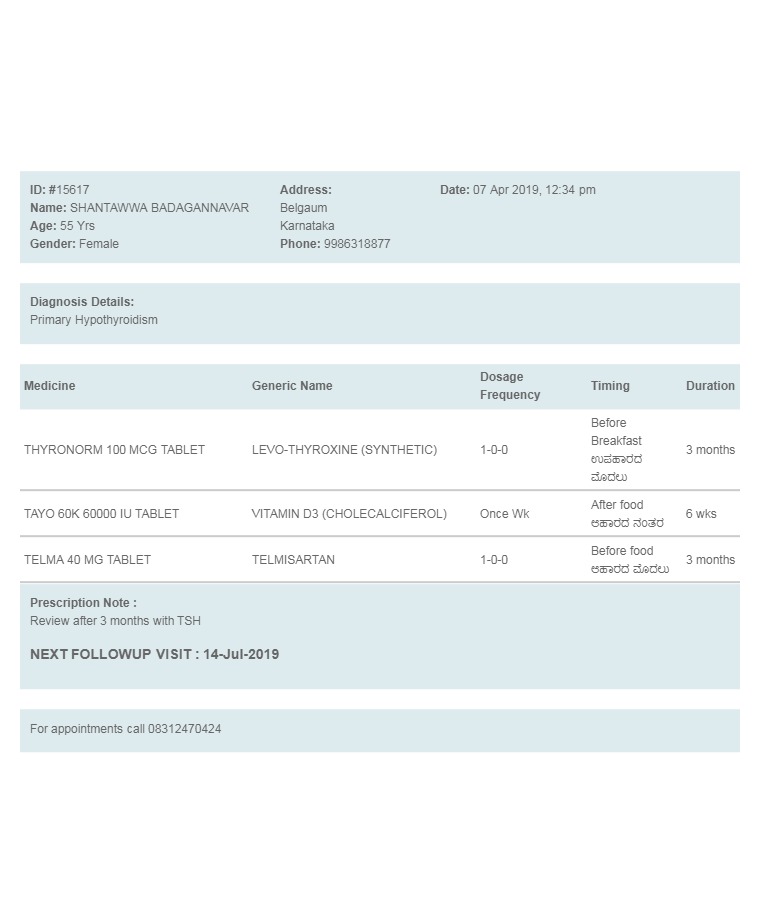 ID: #15617
Name: SHANTAWWA BADAGANNAVAR
Age: 55 Yrs
Gender: Female
Address:
Belgaum
Karnataka
Phone: 9986318877
Date: 07 Apr 2019, 12:34 pm
Diagnosis Details:
Primary Hypothyroidism
Medicine Generic Name Dosage Frequency Timing Duration
THYRONORM 100 MCG TABLET LEVO-THYROXINE (SYNTHETIC) 1-0-0 Before Breakfast ಉಪಹಾರದ ಮೊದಲು 3 months
TAYO 60K 60000 IU TABLET VITAMIN D3 (CHOLECALCIFEROL) Once Wk After food ಆಹಾರದ ನಂತರ 6 wks
TELMA 40 MG TABLET TELMISARTAN 1-0-0 Before food ಆಹಾರದ ಮೊದಲು 3 months
Prescription Note :
Review after 3 months with TSH
NEXT FOLLOWUP VISIT : 14-Jul-2019
For appointments call 08312470424